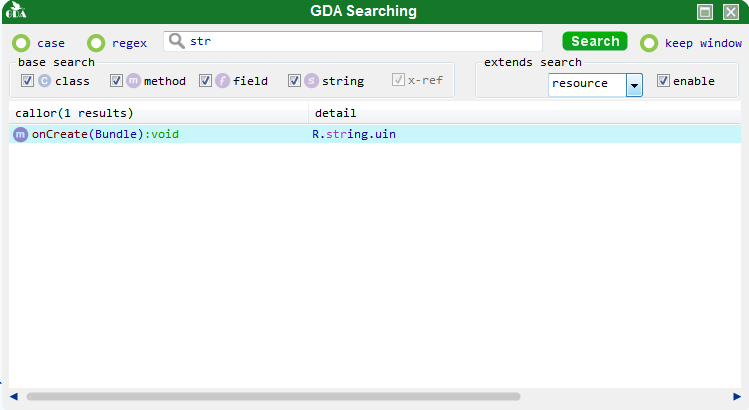 GDA
GDA Searching
case
regex
str
Search
keep window
base search
extends search
C class
m method
f field
s string
x-ref
resource
enable
callor(1 results)
detail
m onCreate(Bundle):void
R.string.uin